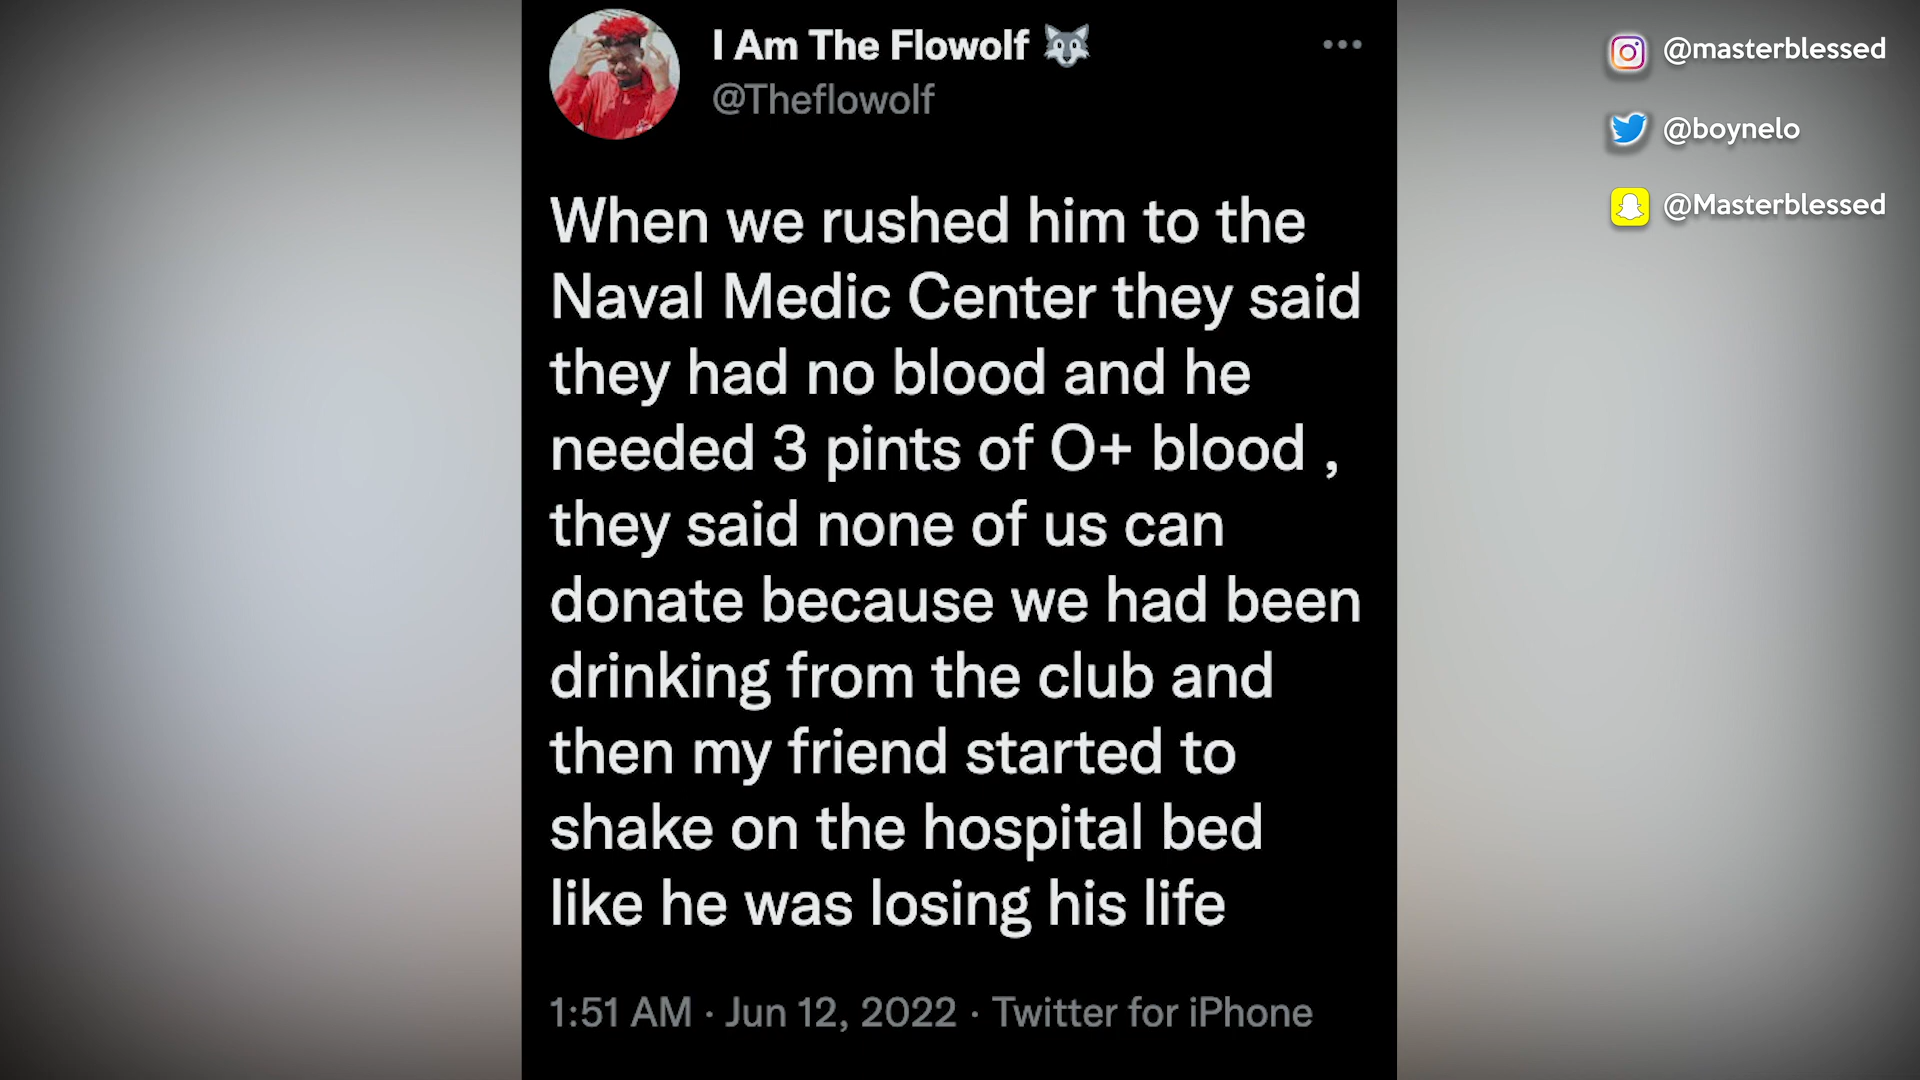 I Am The Flowolf 🐺
@Theflowolf
When we rushed him to the
Naval Medic Center they said
they had no blood and he
needed 3 pints of O+ blood ,
they said none of us can
donate because we had been
drinking from the club and
then my friend started to
shake on the hospital bed
like he was losing his life
1:51 AM · Jun 12, 2022 · Twitter for iPhone
@masterblessed
@boynelo
@Masterblessed